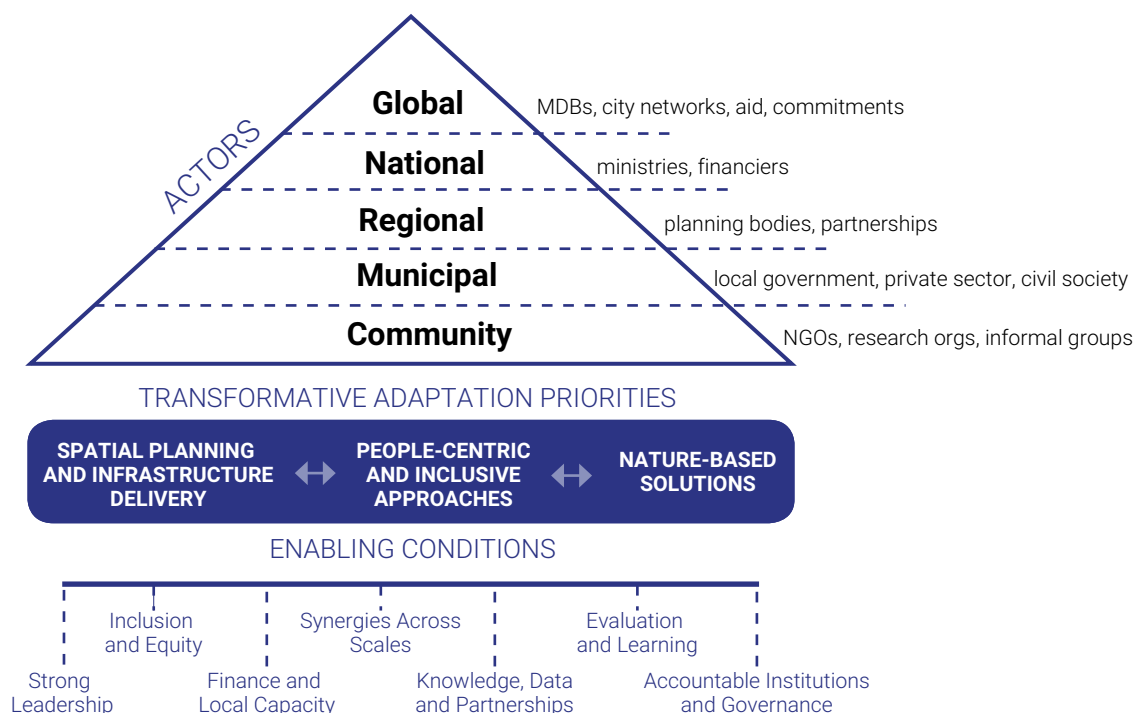 ACTORS
Global
MDBs, city networks, aid, commitments
National
ministries, financiers
Regional
planning bodies, partnerships
Municipal
local government, private sector, civil society
Community
NGOs, research orgs, informal groups
TRANSFORMATIVE ADAPTATION PRIORITIES
SPATIAL PLANNING
AND INFRASTRUCTURE
DELIVERY
PEOPLE-CENTRIC
AND INCLUSIVE
APPROACHES
NATURE-BASED
SOLUTIONS
ENABLING CONDITIONS
Strong
Leadership
Inclusion
and Equity
Finance and
Local Capacity
Synergies Across
Scales
Knowledge, Data
and Partnerships
Evaluation
and Learning
Accountable Institutions
and Governance